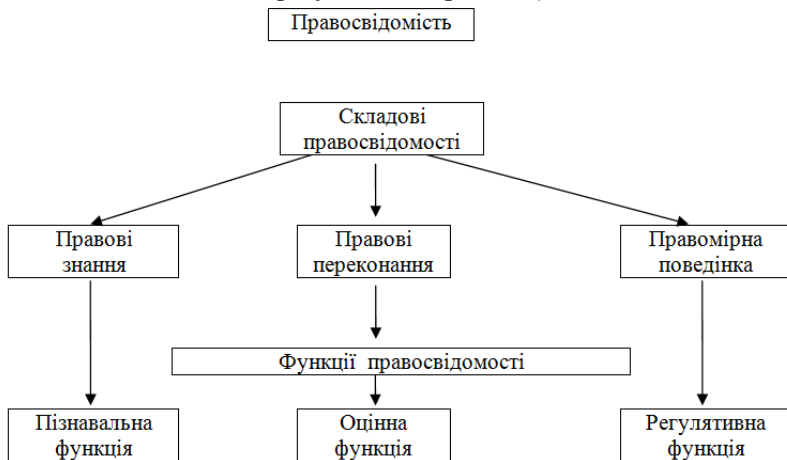 Правосвідомість
Складові
правосвідомості
Правові
знання
Правові
переконання
Правомірна
поведінка
Функції правосвідомості
Пізнавальна
функція
Оцінна
функція
Регулятивна
функція